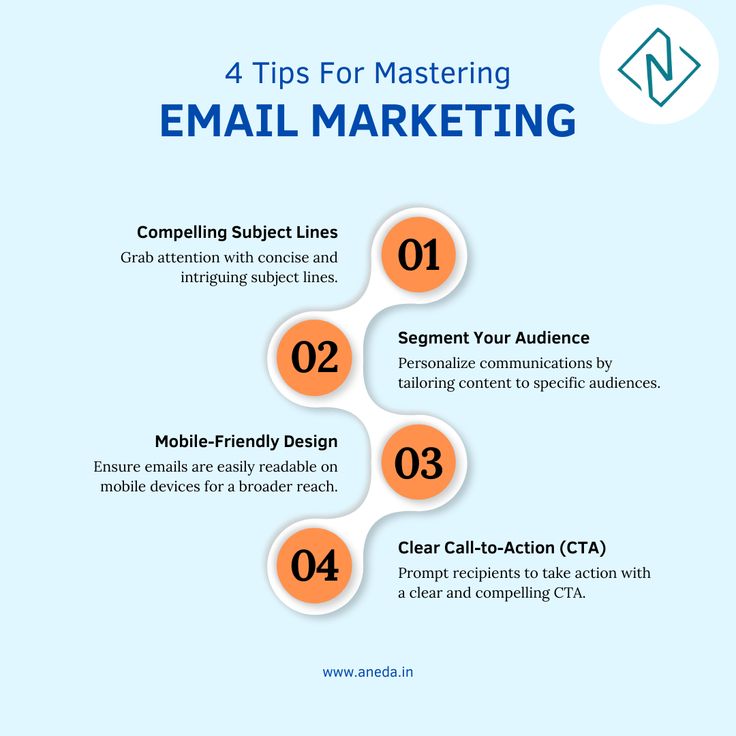 4 Tips For Mastering
EMAIL MARKETING
Compelling Subject Lines
Grab attention with concise and
intriguing subject lines.
01
02
Segment Your Audience
Personalize communications by
tailoring content to specific audiences.
Mobile-Friendly Design
Ensure emails are easily readable on
mobile devices for a broader reach.
03
04
Clear Call-to-Action (CTA)
Prompt recipients to take action with
a clear and compelling CTA.
www.aneda.in